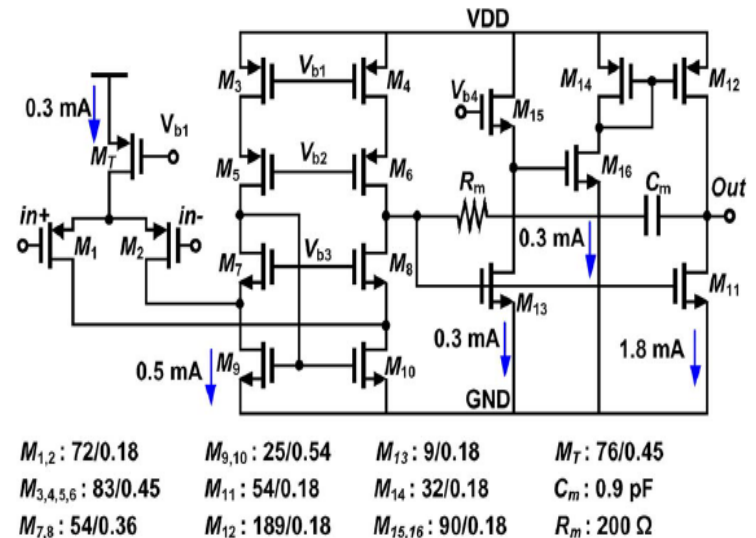 VDD
M3 Vb1 M4 M14 M12
0.3 mA Vb1 Vb4 M15
MT M5 Vb2 M6 M16 Rm Cm Out
in+ in-
M1 M2 M7 Vb3 M8 0.3 mA M11
M13
0.5 mA M9 M10 0.3 mA 1.8 mA
GND
M1,2 : 72/0.18 M9,10 : 25/0.54 M13 : 9/0.18 MT : 76/0.45
M3,4,5,6 : 83/0.45 M11 : 54/0.18 M14 : 32/0.18 Cm : 0.9 pF
M7,8 : 54/0.36 M12 : 189/0.18 M15,16 : 90/0.18 Rm : 200 Ω